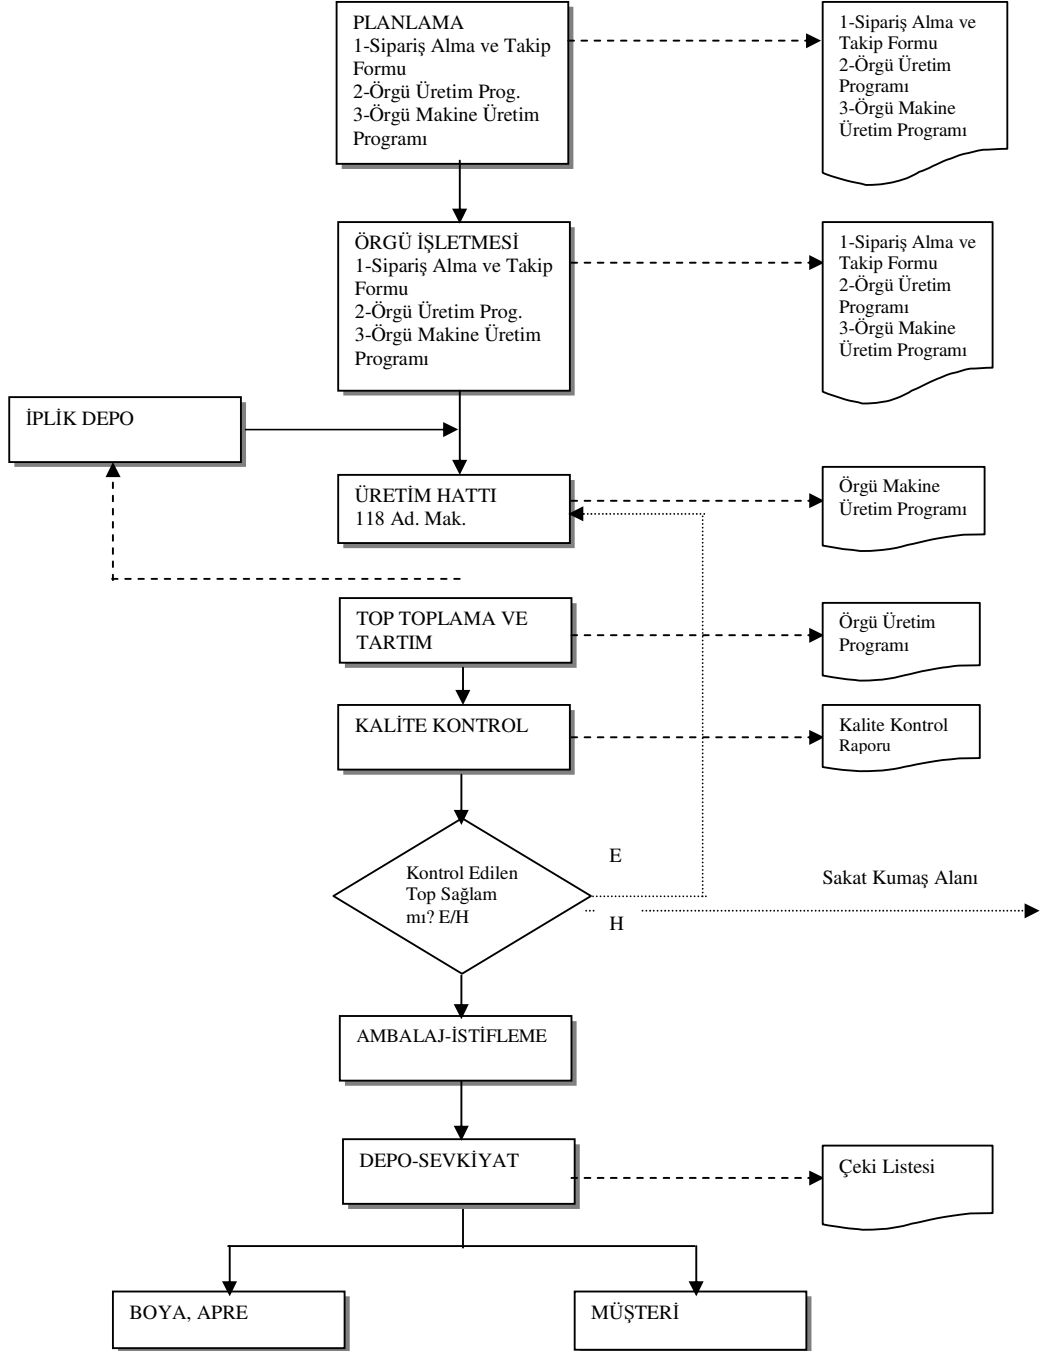 PLANLAMA
1-Sipariş Alma ve Takip
Formu
2-Örgü Üretim Prog.
3-Örgü Makine Üretim
Programı
1-Sipariş Alma ve
Takip Formu
2-Örgü Üretim
Programı
3-Örgü Makine
Üretim Programı
ÖRGÜ İŞLETMESİ
1-Sipariş Alma ve Takip
Formu
2-Örgü Üretim Prog.
3-Örgü Makine Üretim
Programı
1-Sipariş Alma ve
Takip Formu
2-Örgü Üretim
Programı
3-Örgü Makine
Üretim Programı
İPLİK DEPO
ÜRETİM HATTI
118 Ad. Mak.
Örgü Makine
Üretim Programı
TOP TOPLAMA VE
TARTIM
Örgü Üretim
Programı
KALİTE KONTROL
Kalite Kontrol
Raporu
Kontrol Edilen
Top Sağlam
mı? E/H
E
H
Sakat Kumaş Alanı
AMBALAJ-İSTİFLEME
DEPO-SEVKİYAT
Çeki Listesi
BOYA, APRE
MÜŞTERİ